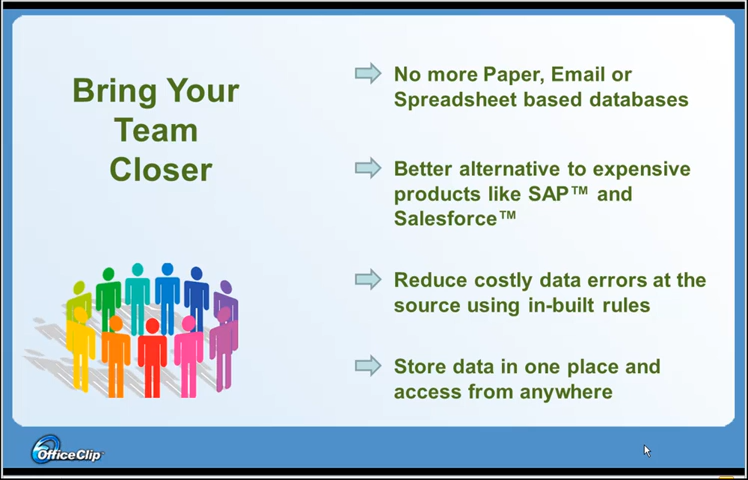 Bring Your
Team
Closer
No more Paper, Email or
Spreadsheet based databases
Better alternative to expensive
products like SAP™ and
Salesforce™
Reduce costly data errors at the
source using in-built rules
Store data in one place and
access from anywhere
OfficeClip